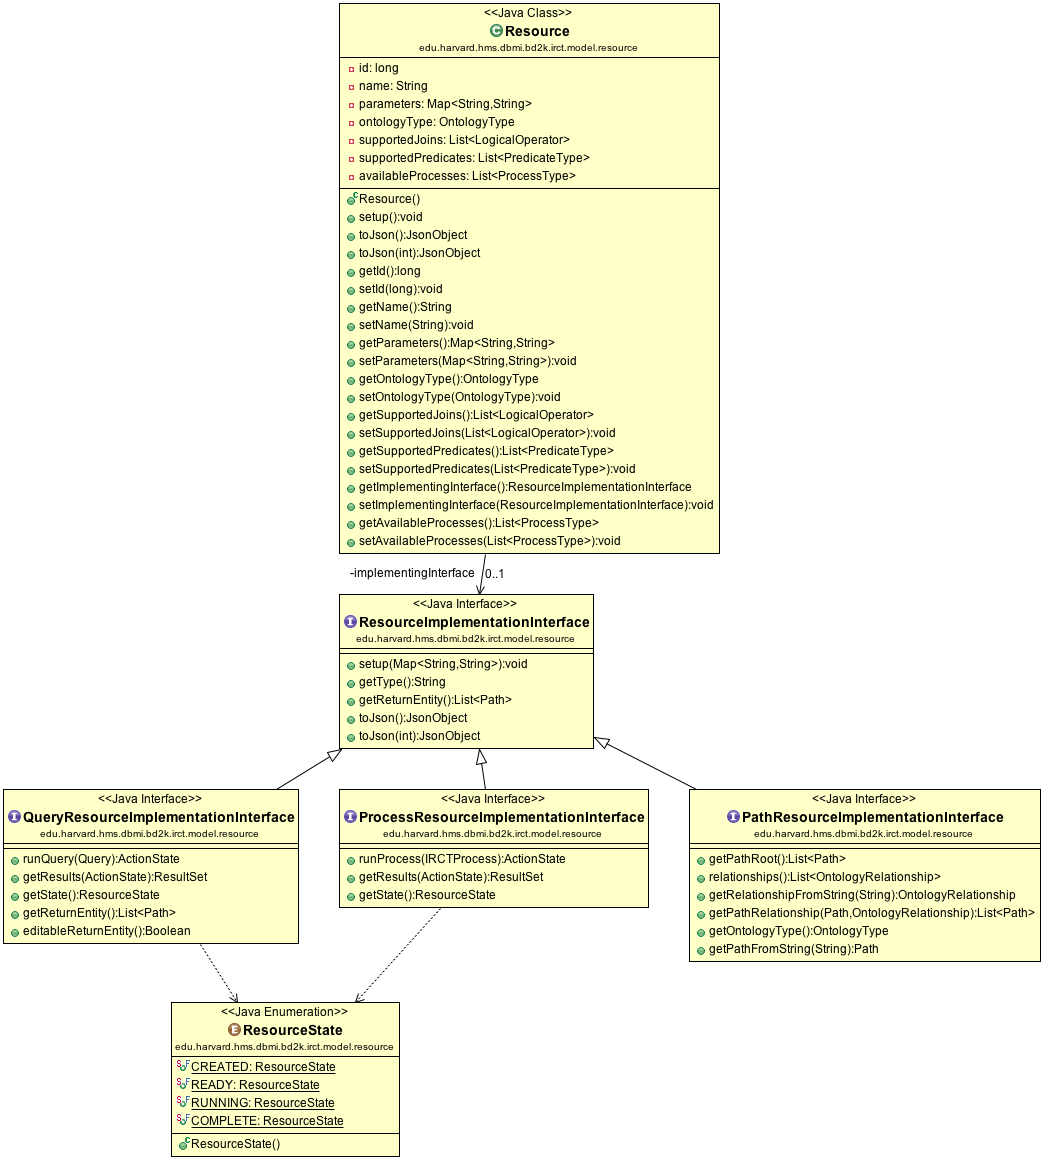 <<Java Class>>
Resource
edu.harvard.hms.dbmi.bd2k.irct.model.resource
id: long
name: String
parameters: Map<String,String>
ontologyType: OntologyType
supportedJoins: List<LogicalOperator>
supportedPredicates: List<PredicateType>
availableProcesses: List<ProcessType>
Resource()
setup():void
toJson():JsonObject
toJson(int):JsonObject
getId():long
setId(long):void
getName():String
setName(String):void
getParameters():Map<String,String>
setParameters(Map<String,String>):void
getOntologyType():OntologyType
setOntologyType(OntologyType):void
getSupportedJoins():List<LogicalOperator>
setSupportedJoins(List<LogicalOperator>):void
getSupportedPredicates():List<PredicateType>
setSupportedPredicates(List<PredicateType>):void
getImplementingInterface():ResourceImplementationInterface
setImplementingInterface(ResourceImplementationInterface):void
getAvailableProcesses():List<ProcessType>
setAvailableProcesses(List<ProcessType>):void
-implementingInterface 0..1
<<Java Interface>>
ResourceImplementationInterface
edu.harvard.hms.dbmi.bd2k.irct.model.resource
setup(Map<String,String>):void
getType():String
getReturnEntity():List<Path>
toJson():JsonObject
toJson(int):JsonObject
<<Java Interface>>
QueryResourceImplementationInterface
edu.harvard.hms.dbmi.bd2k.irct.model.resource
runQuery(Query):ActionState
getResults(ActionState):ResultSet
getState():ResourceState
getReturnEntity():List<Path>
editableReturnEntity():Boolean
<<Java Interface>>
ProcessResourceImplementationInterface
edu.harvard.hms.dbmi.bd2k.irct.model.resource
runProcess(IRCTProcess):ActionState
getResults(ActionState):ResultSet
getState():ResourceState
<<Java Interface>>
PathResourceImplementationInterface
edu.harvard.hms.dbmi.bd2k.irct.model.resource
getPathRoot():List<Path>
relationships():List<OntologyRelationship>
getRelationshipFromString(String):OntologyRelationship
getPathRelationship(Path,OntologyRelationship):List<Path>
getOntologyType():OntologyType
getPathFromString(String):Path
<<Java Enumeration>>
ResourceState
edu.harvard.hms.dbmi.bd2k.irct.model.resource
CREATED: ResourceState
READY: ResourceState
RUNNING: ResourceState
COMPLETE: ResourceState
ResourceState()